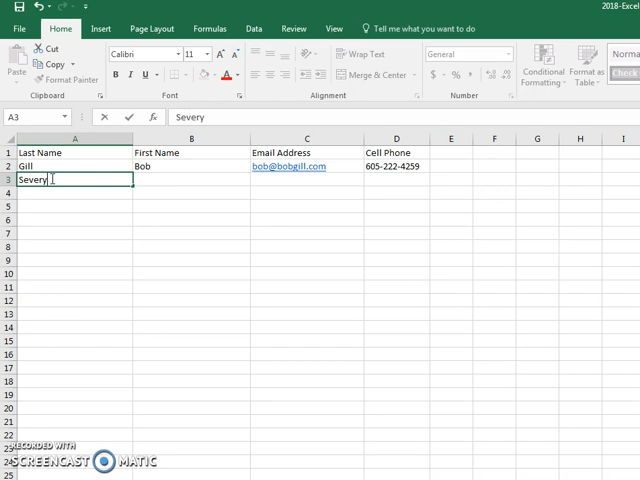 2018-Excel
File Home Insert Page Layout Formulas Data Review View Tell me what you want to do
Cut
Copy
Format Painter
Paste
Clipboard
Calibri 11 A A
B I U A
Font
Wrap Text
Merge & Center
Alignment
General
$ % ,
Number
Conditional Formatting
Format as Table
Norma
Check
A3 fx Severy
A B C D E F G H I
1 Last Name First Name Email Address Cell Phone
2 Gill Bob bob@bobgill.com 605-222-4259
3 Severy
4
5
6
7
8
9
10
11
12
13
14
15
16
17
18
19
20
21
22
23
24
25
RECORDED WITH
SCREENCAST MATIC